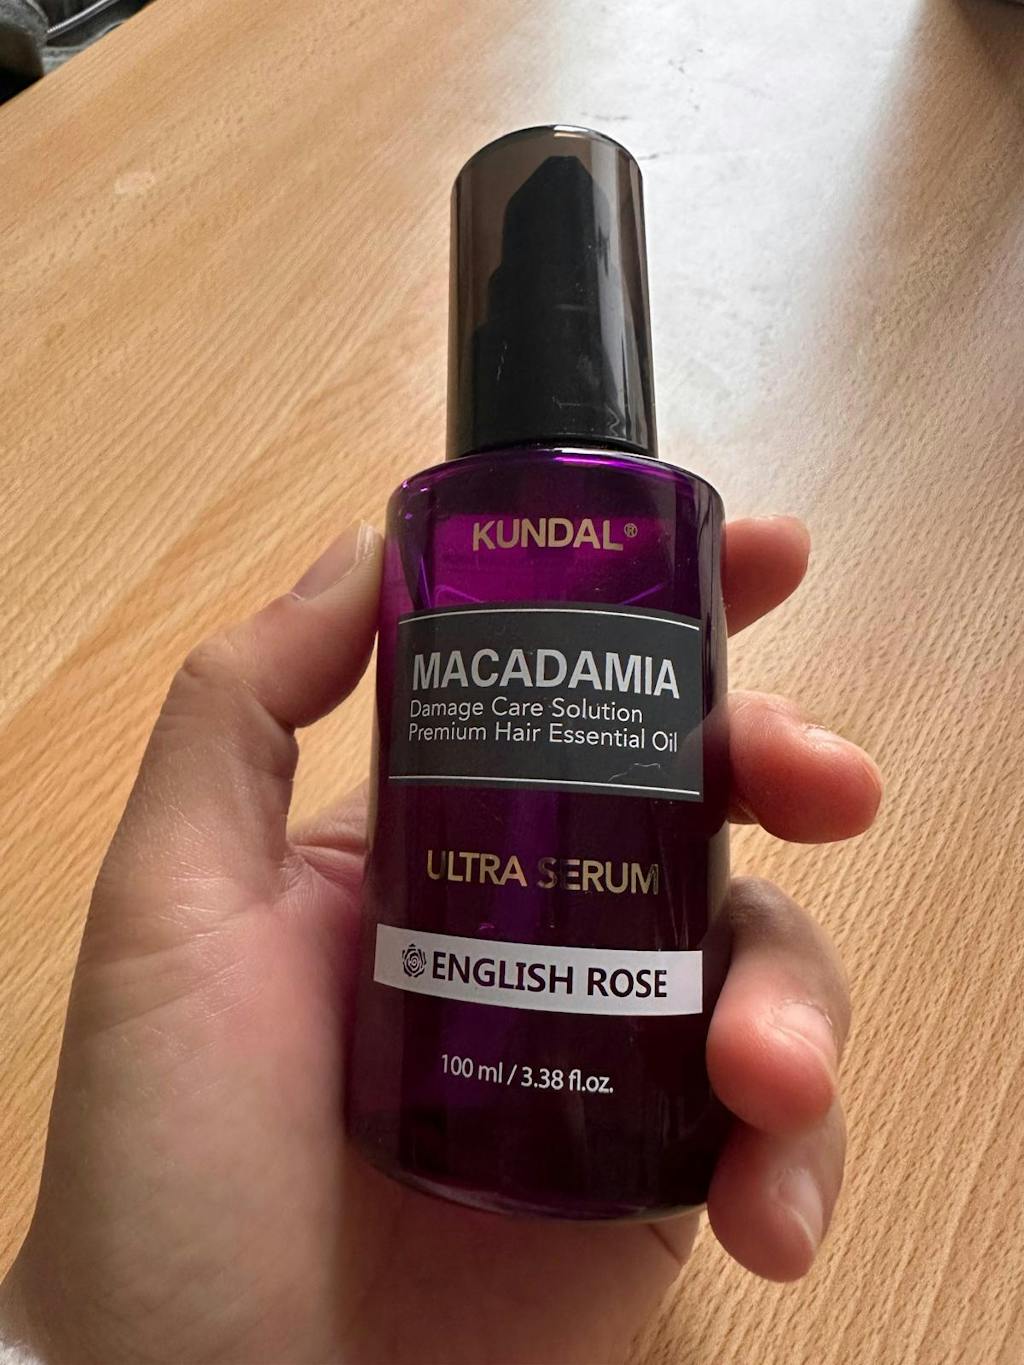 KUNDAL®
MACADAMIA
Damage Care Solution
Premium Hair Essential Oil
ULTRA SERUM
ENGLISH ROSE
100 ml / 3.38 fl.oz.